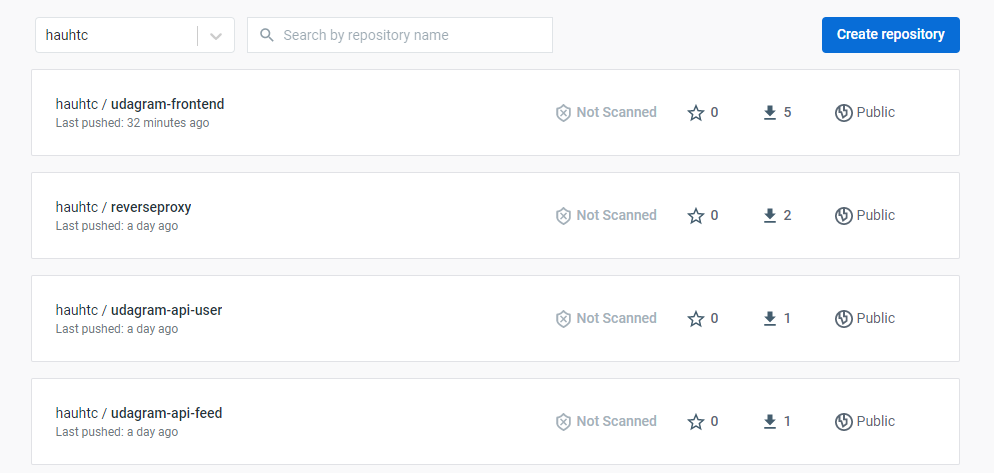 hauhtc
Search by repository name
Create repository
hauhtc / udagram-frontend
Last pushed: 32 minutes ago
Not Scanned
0
5
Public
hauhtc / reverseproxy
Last pushed: a day ago
Not Scanned
0
2
Public
hauhtc / udagram-api-user
Last pushed: a day ago
Not Scanned
0
1
Public
hauhtc / udagram-api-feed
Last pushed: a day ago
Not Scanned
0
1
Public